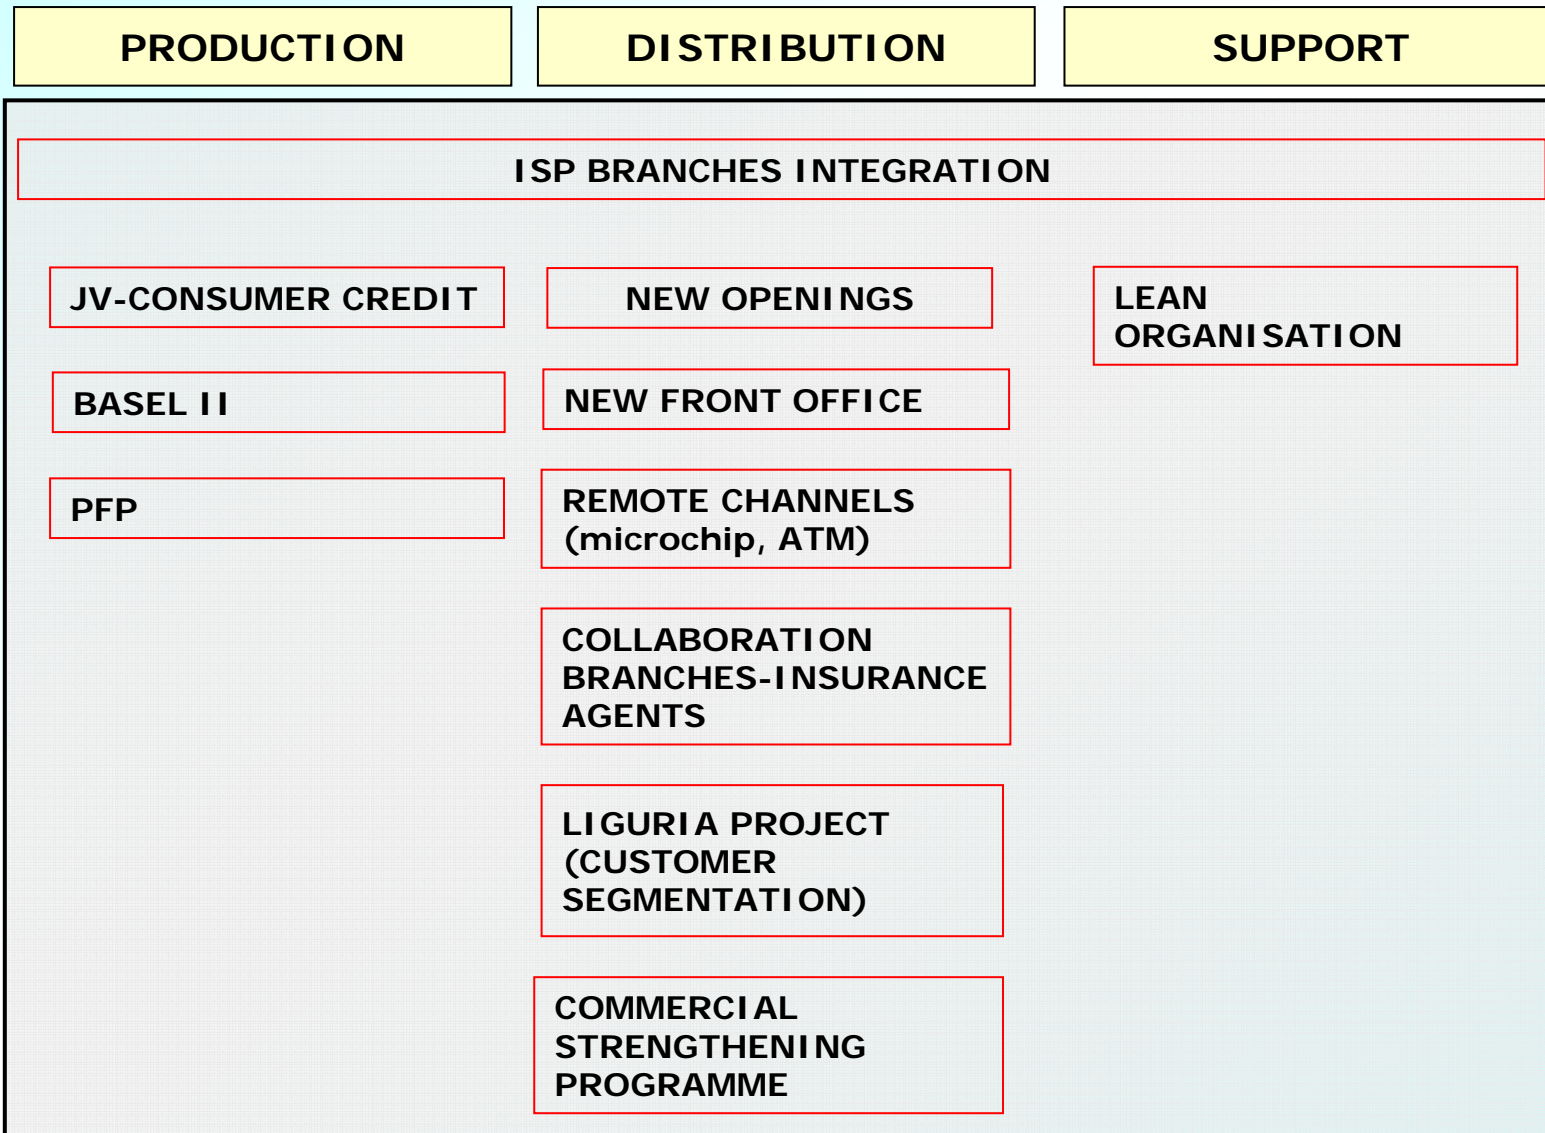 PRODUCTION
DISTRIBUTION
SUPPORT
ISP BRANCHES INTEGRATION
JV-CONSUMER CREDIT
BASEL II
PFP
NEW OPENINGS
NEW FRONT OFFICE
REMOTE CHANNELS
(microchip, ATM)
COLLABORATION
BRANCHES-INSURANCE
AGENTS
LIGURIA PROJECT
(CUSTOMER
SEGMENTATION)
COMMERCIAL
STRENGTHENING
PROGRAMME
LEAN
ORGANISATION